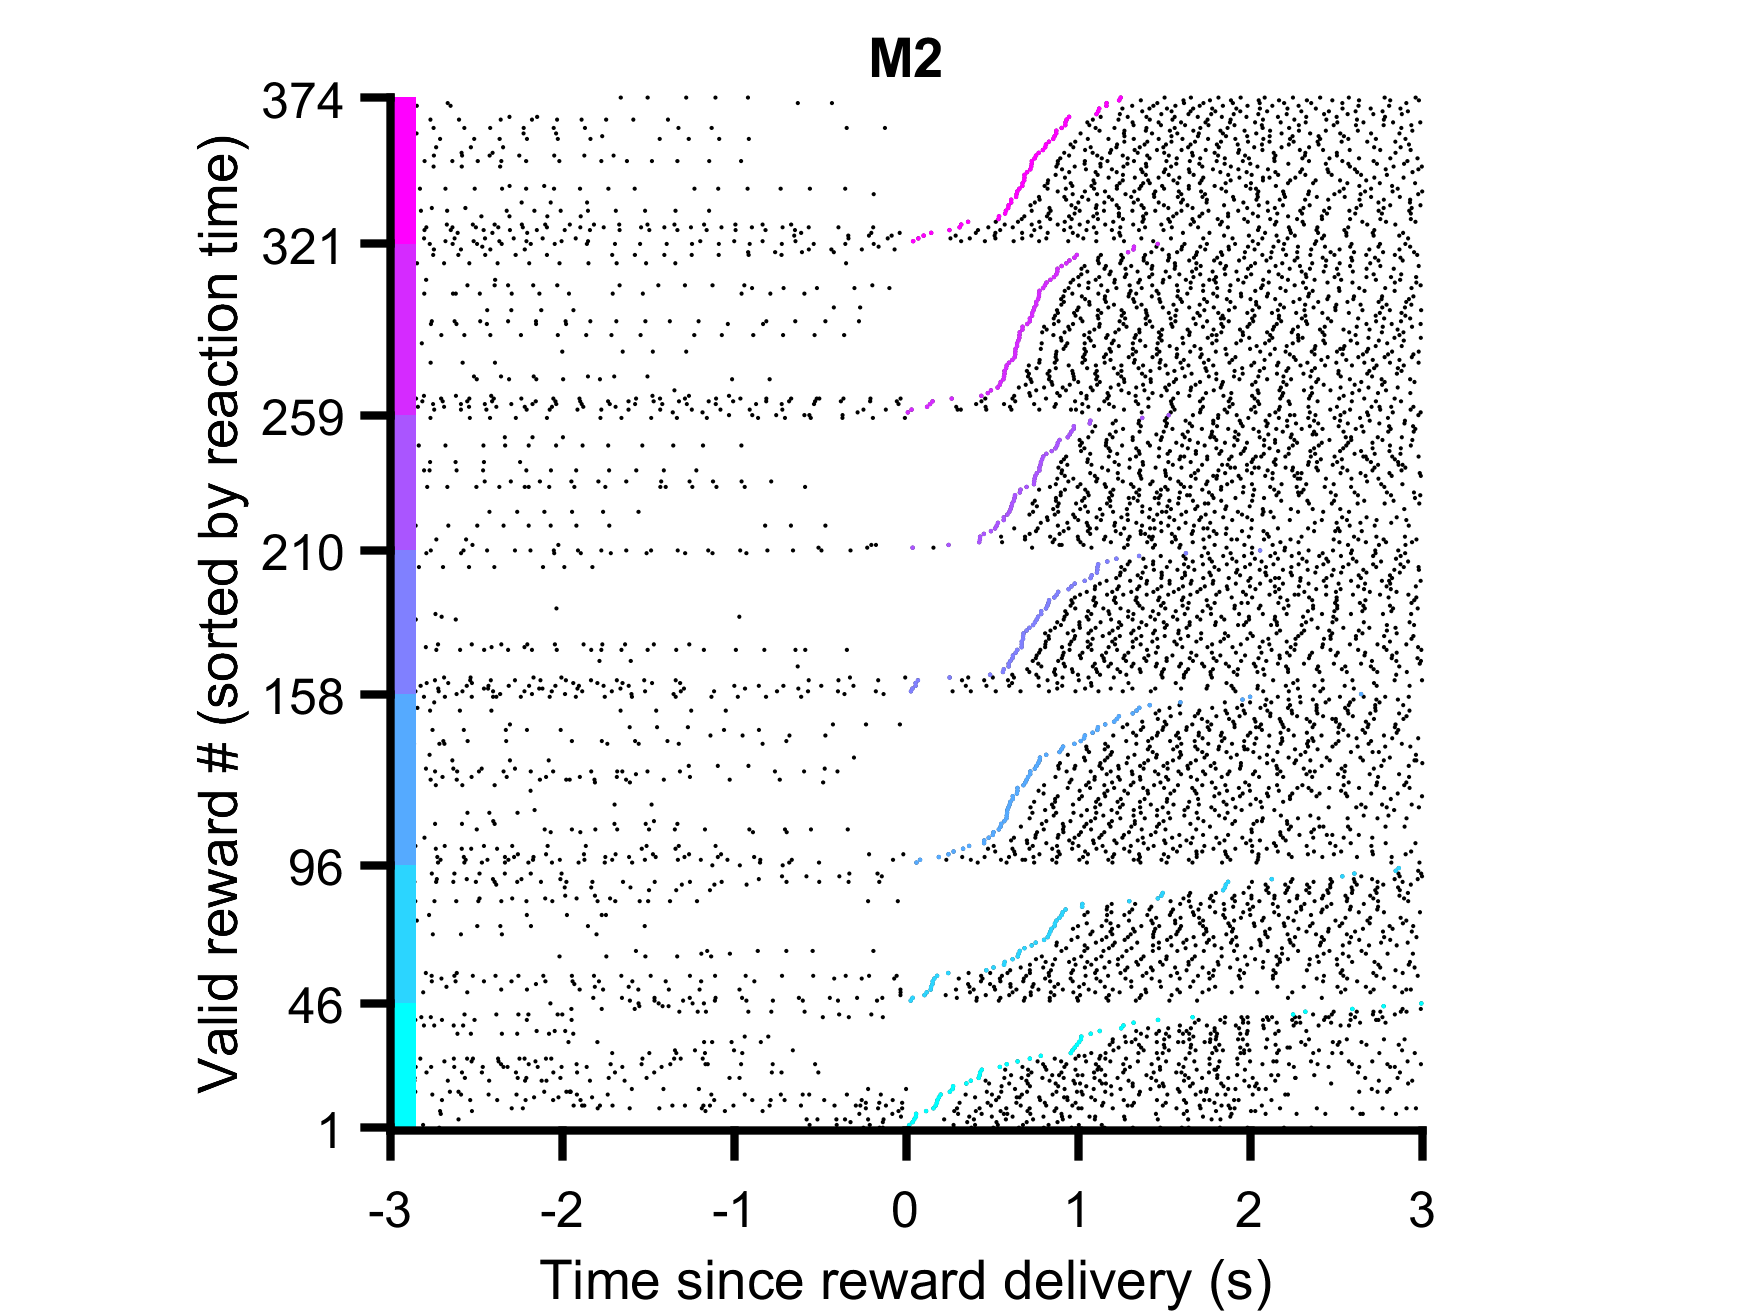 M2
Valid reward # (sorted by reaction time)
374
321
259
210
158
96
46
1
-3 -2 -1 0 1 2 3
Time since reward delivery (s)